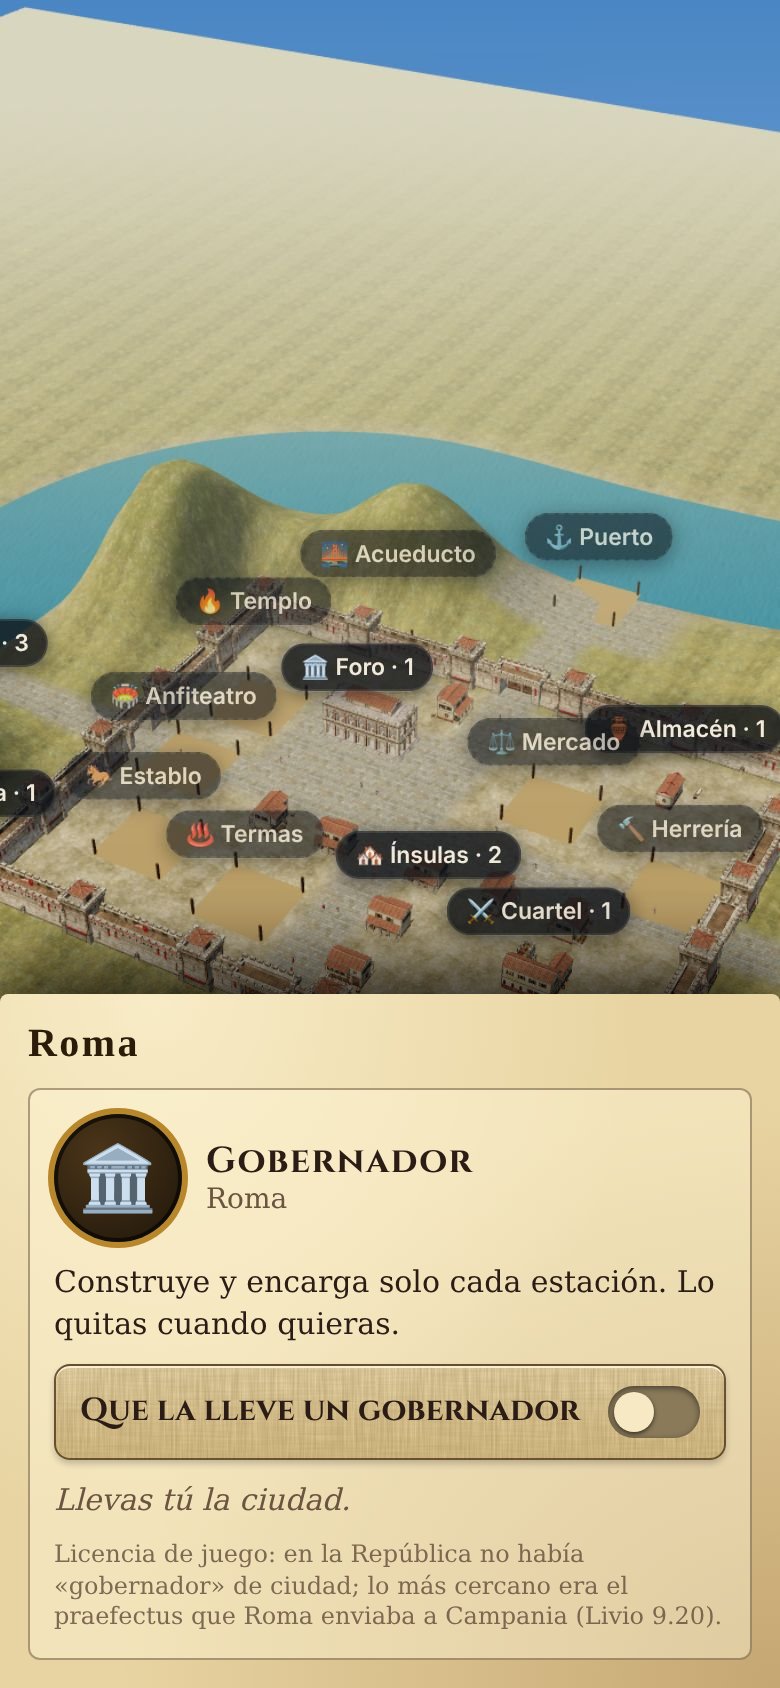 Puerto
Acueducto
Templo
· 3
Foro · 1
Anfiteatro
Almacén · 1
Mercado
Establo
a · 1
Herrería
Termas
Ínsulas · 2
Cuartel · 1
Roma
Gobernador
Roma
Construye y encarga solo cada estación. Lo
quitas cuando quieras.
Que la lleve un gobernador
Llevas tú la ciudad.
Licencia de juego: en la República no había
«gobernador» de ciudad; lo más cercano era el
praefectus que Roma enviaba a Campania (Livio 9.20).